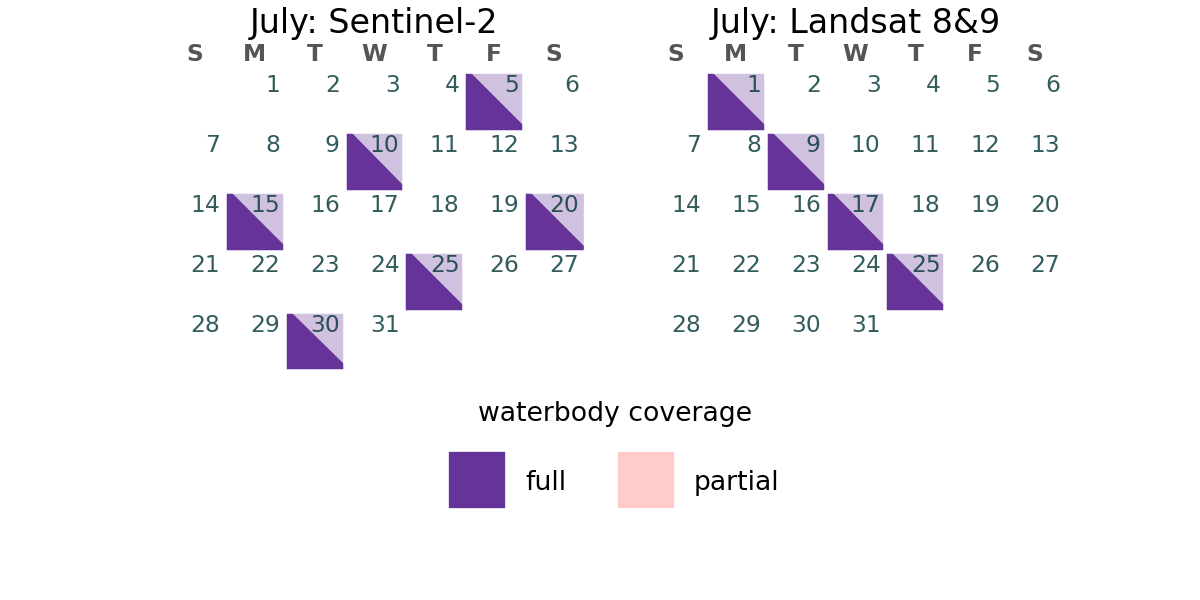 July: Sentinel-2
S M T W T F S
1 2 3 4 5 6
7 8 9 10 11 12 13
14 15 16 17 18 19 20
21 22 23 24 25 26 27
28 29 30 31
July: Landsat 8&9
S M T W T F S
1 2 3 4 5 6
7 8 9 10 11 12 13
14 15 16 17 18 19 20
21 22 23 24 25 26 27
28 29 30 31
waterbody coverage
full
partial